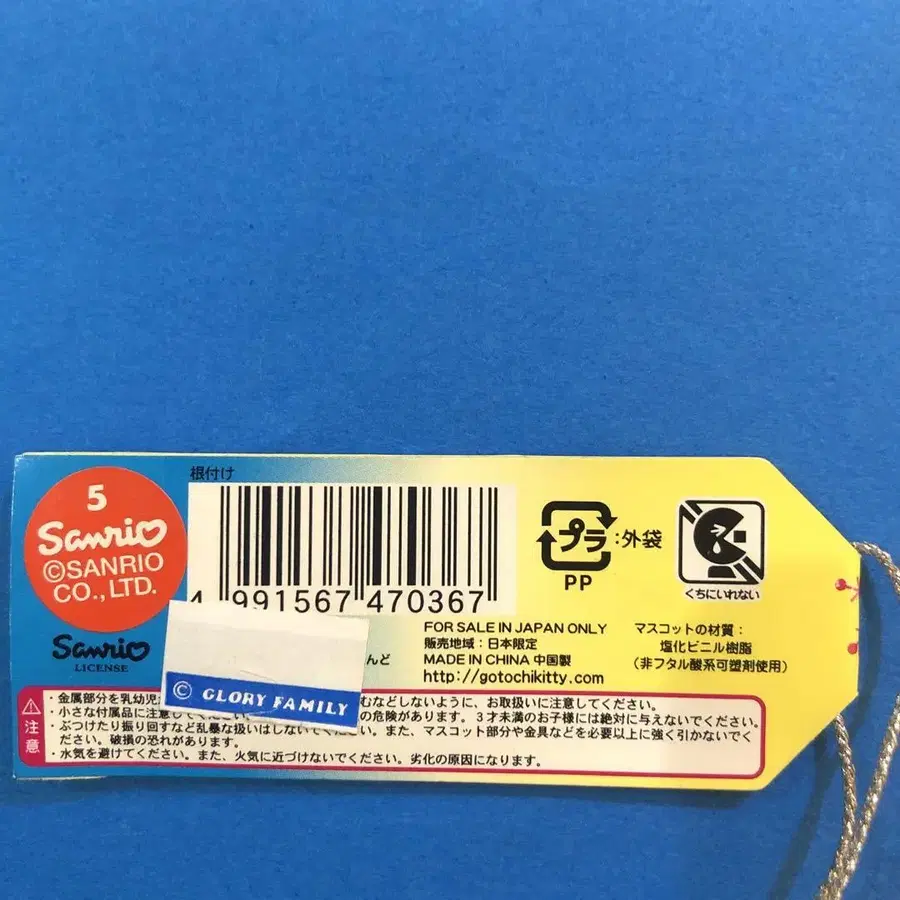 根付け
5
Sanrio
©SANRIO
CO., LTD.
Sanrio
LICENSE
4 991567 470367
プラ:外袋
PP
くちにいれない
んど
FOR SALE IN JAPAN ONLY
販売地域:日本限定
MADE IN CHINA 中国製
http://gotochikitty.com
マスコットの材質:
塩化ビニル樹脂
(非フタル酸系可塑剤使用)
© GLORY FAMILY
注意
・金属部分を乳幼児 むなどしないように、お取扱いに注意してください。
・小さな付属品に注意して の危険があります。3才未満のお子様には絶対に与えないでください。
・ぶつけたり振り回すなど乱暴な扱いはしないでください。また、マスコット部分や金具などを必要以上に強く引かないでく
ださい。破損の恐れがあります。
・水気を避けてください。また、火気に近づけないでください。劣化の原因になります。